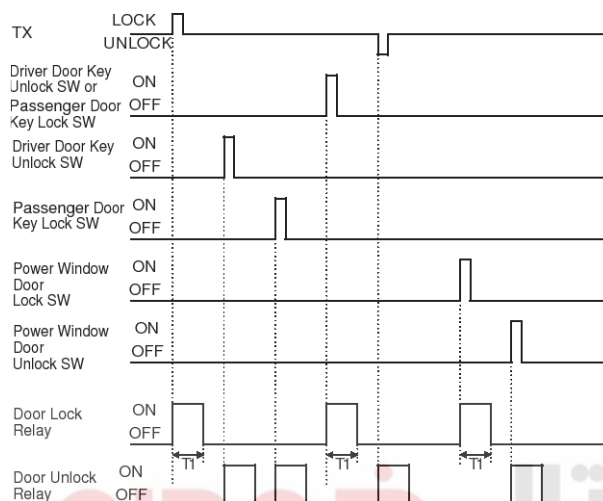 LOCK
TX
UNLOCK
Driver Door Key
Unlock SW or
Passenger Door
Key Lock SW
ON
OFF
Driver Door Key
Unlock SW
ON
OFF
Passenger Door
Key Lock SW
ON
OFF
Power Window
Door
Lock SW
ON
OFF
Power Window
Door
Unlock SW
ON
OFF
Door Lock
Relay
ON
OFF
T1
T1
T1
Door Unlock
Relay
ON
OFF